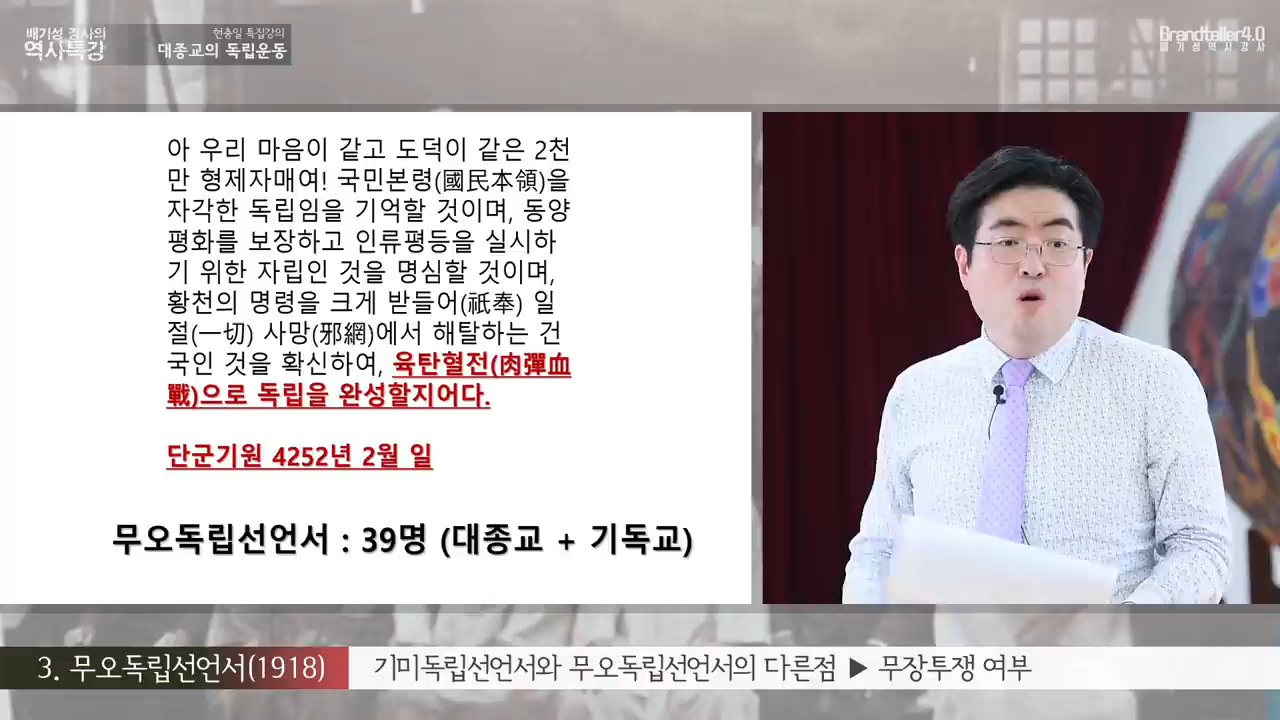 배기성 강사의
역사특강
현충일 특집강의
대종교의 독립운동
Brandteller4.0
배기성역사강사
아 우리 마음이 같고 도덕이 같은 2천
만 형제자매여! 국민본령(國民本領)을
자각한 독립임을 기억할 것이며, 동양
평화를 보장하고 인류평등을 실시하
기 위한 자립인 것을 명심할 것이며,
황천의 명령을 크게 받들어(祇奉) 일
절(一切) 사망(邪網)에서 해탈하는 건
국인 것을 확신하여, 육탄혈전(肉彈血
戰)으로 독립을 완성할지어다.
단군기원 4252년 2월 일
무오독립선언서 : 39명 (대종교 + 기독교)
3. 무오독립선언서(1918)
기미독립선언서와 무오독립선언서의 다른점 ▶ 무장투쟁 여부